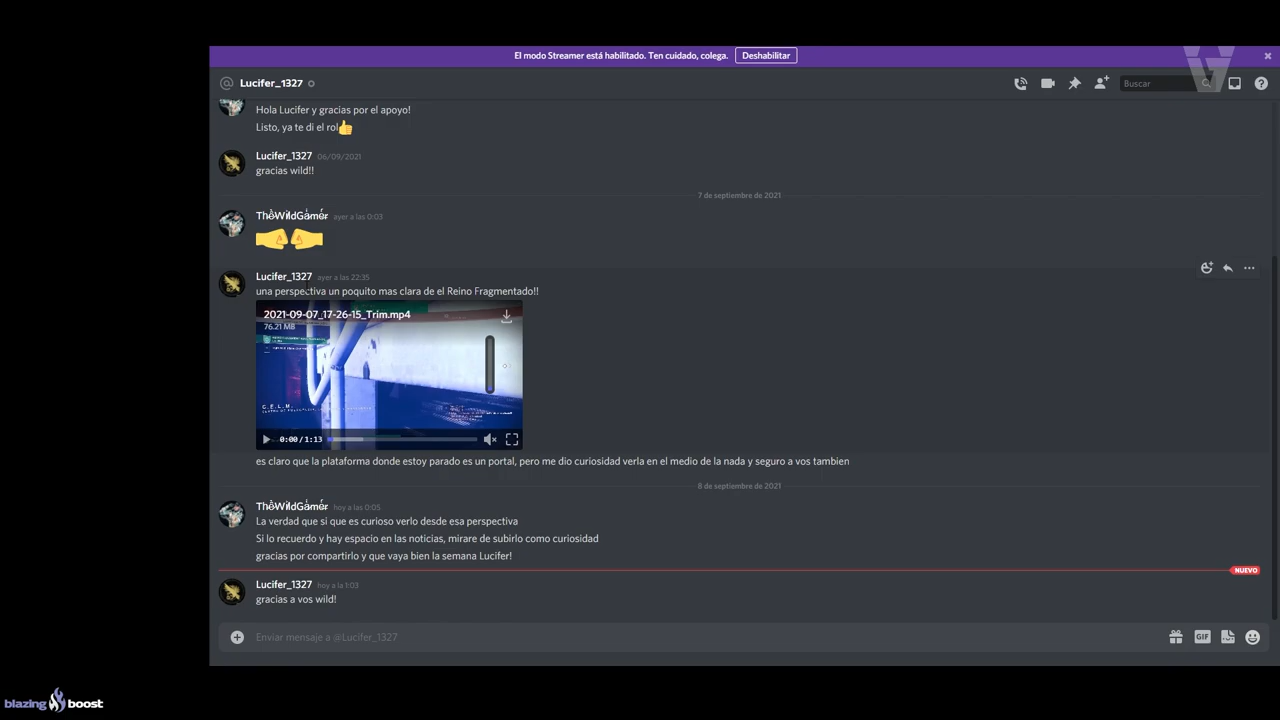 El modo Streamer está habilitado. Ten cuidado, colega. Deshabilitar
Lucifer_1327
Buscar
Hola Lucifer y gracias por el apoyo!
Listo, ya te di el rol👍
Lucifer_1327 06/09/2021
gracias wild!!
7 de septiembre de 2021
TheWildGamer ayer a las 0:03
Lucifer_1327 ayer a las 22:35
una perspectiva un poquito mas clara de el Reino Fragmentado!!
2021-09-07_17-26-15_Trim.mp4
76.21 MB
C.E.L.M.
0:00 / 1:13
es claro que la plataforma donde estoy parado es un portal, pero me dio curiosidad verla en el medio de la nada y seguro a vos tambien
8 de septiembre de 2021
TheWildGamer hoy a las 0:05
La verdad que si que es curioso verlo desde esa perspectiva
Si lo recuerdo y hay espacio en las noticias, mirare de subirlo como curiosidad
gracias por compartirlo y que vaya bien la semana Lucifer!
NUEVO
Lucifer_1327 hoy a las 1:03
gracias a vos wild!
Enviar mensaje a @Lucifer_1327
GIF
blazing boost